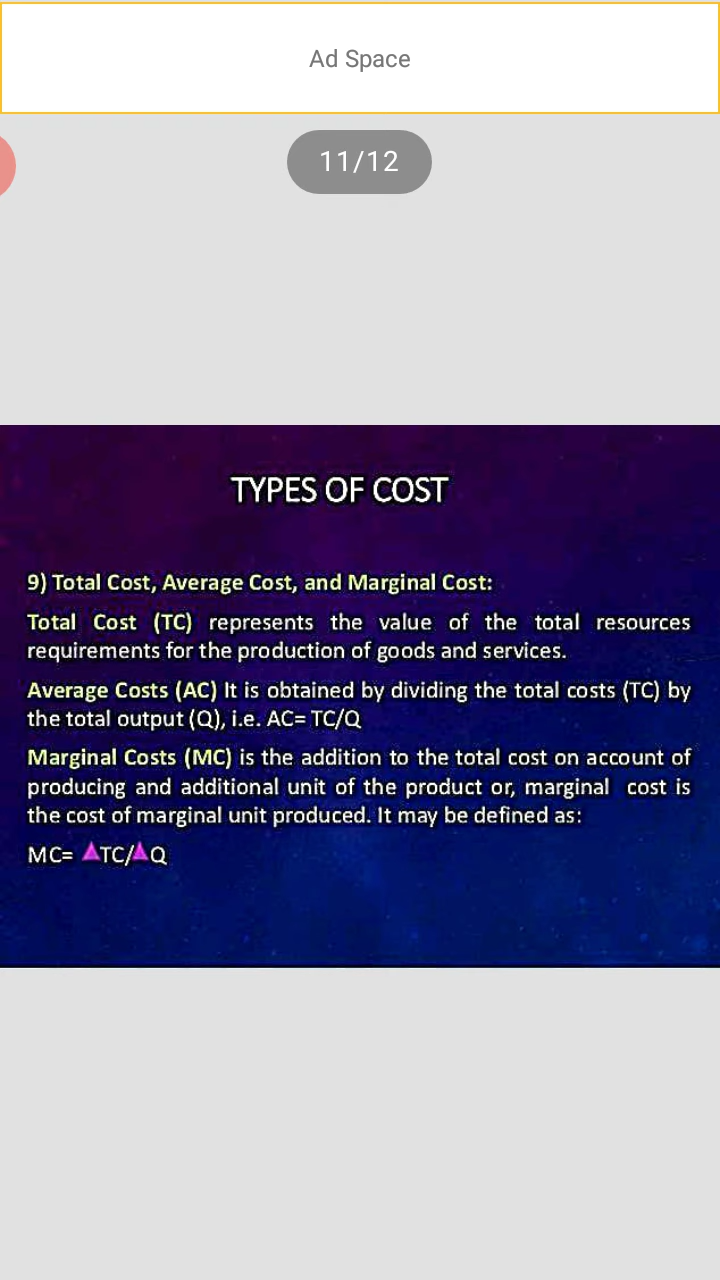 Ad Space
11/12
TYPES OF COST
9) Total Cost, Average Cost, and Marginal Cost:
Total Cost (TC) represents the value of the total resources
requirements for the production of goods and services.
Average Costs (AC) It is obtained by dividing the total costs (TC) by
the total output (Q), i.e. AC= TC/Q
Marginal Costs (MC) is the addition to the total cost on account of
producing and additional unit of the product or, marginal cost is
the cost of marginal unit produced. It may be defined as:
MC= ▲TC/▲Q